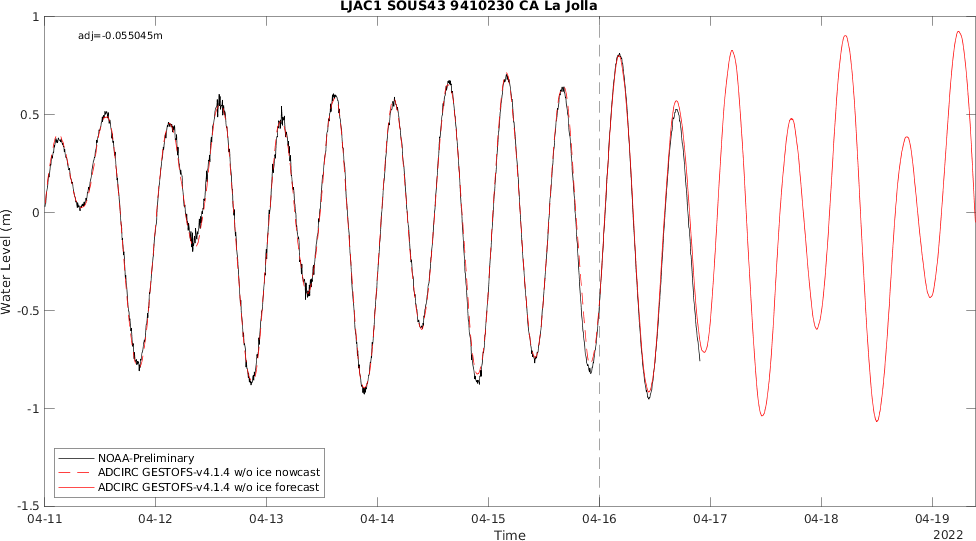 LJAC1 SOUS43 9410230 CA La Jolla
adj=-0.055045m
1
0.5
0
-0.5
-1
-1.5
Water Level (m)
NOAA-Preliminary
ADCIRC GESTOFS-v4.1.4 w/o ice nowcast
ADCIRC GESTOFS-v4.1.4 w/o ice forecast
04-11 04-12 04-13 04-14 04-15 04-16 04-17 04-18 04-19
Time
2022